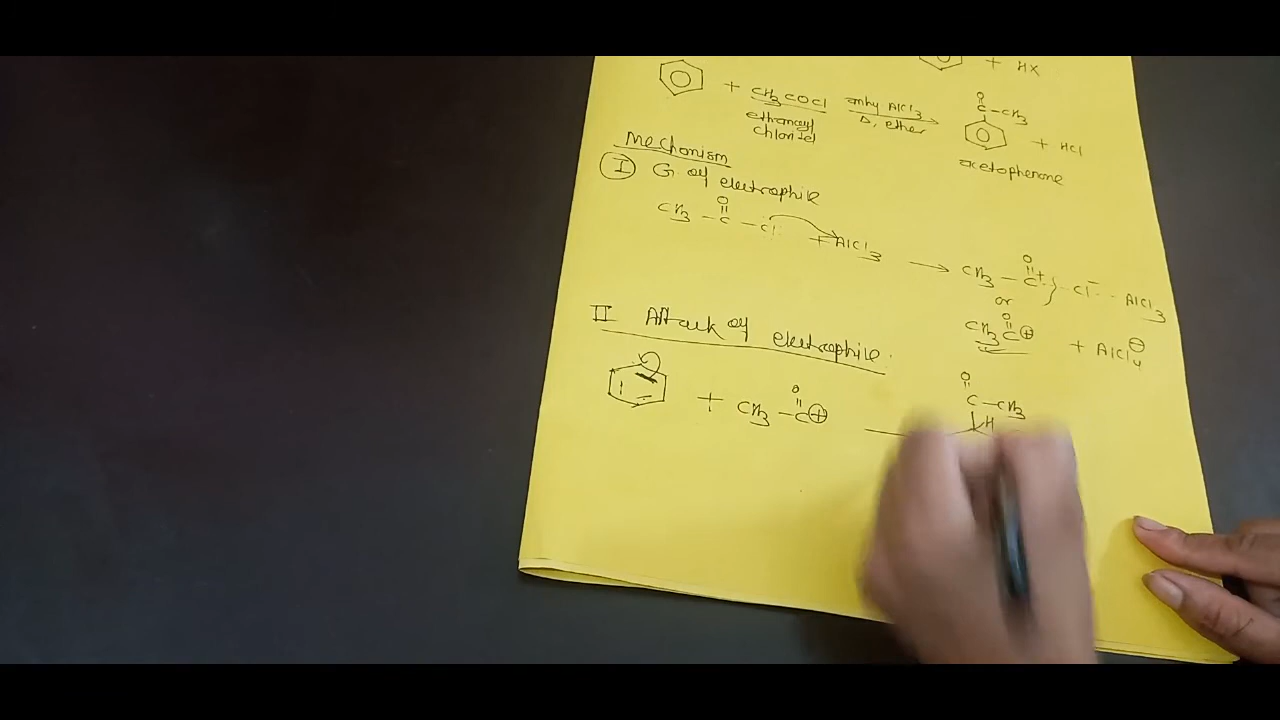 + HX
+ CH3COCl anhy AlCl3 O
Δ, ether C-CH3
ethanoyl
chloride + HCl
acetophenone
Mechanism
I G. of electrophile
O
CH3 - C - Cl + AlCl3 → CH3 - C+ Cl- - AlCl3
O
or
O
CH3C+ + AlCl4-
II Attack of electrophile.
O
+ CH3 - C+
O
C-CH3
H